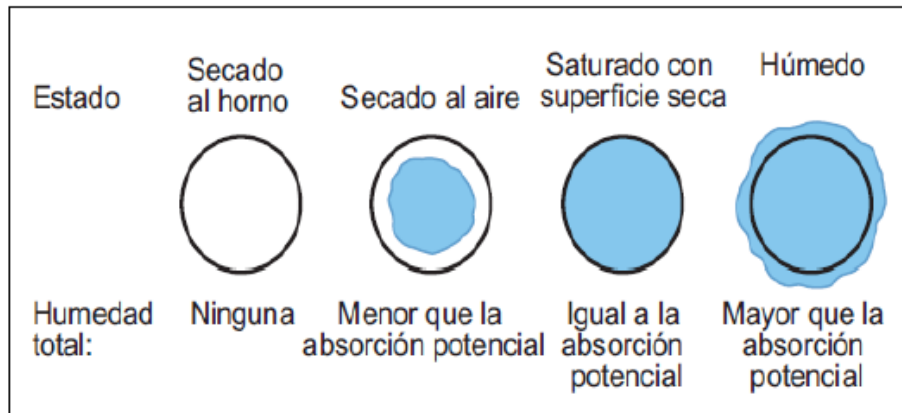 Estado
Secado
al horno
Secado al aire
Saturado con
superficie seca
Húmedo
Humedad
total:
Ninguna
Menor que la
absorción potencial
Igual a la
absorción
potencial
Mayor que la
absorción
potencial